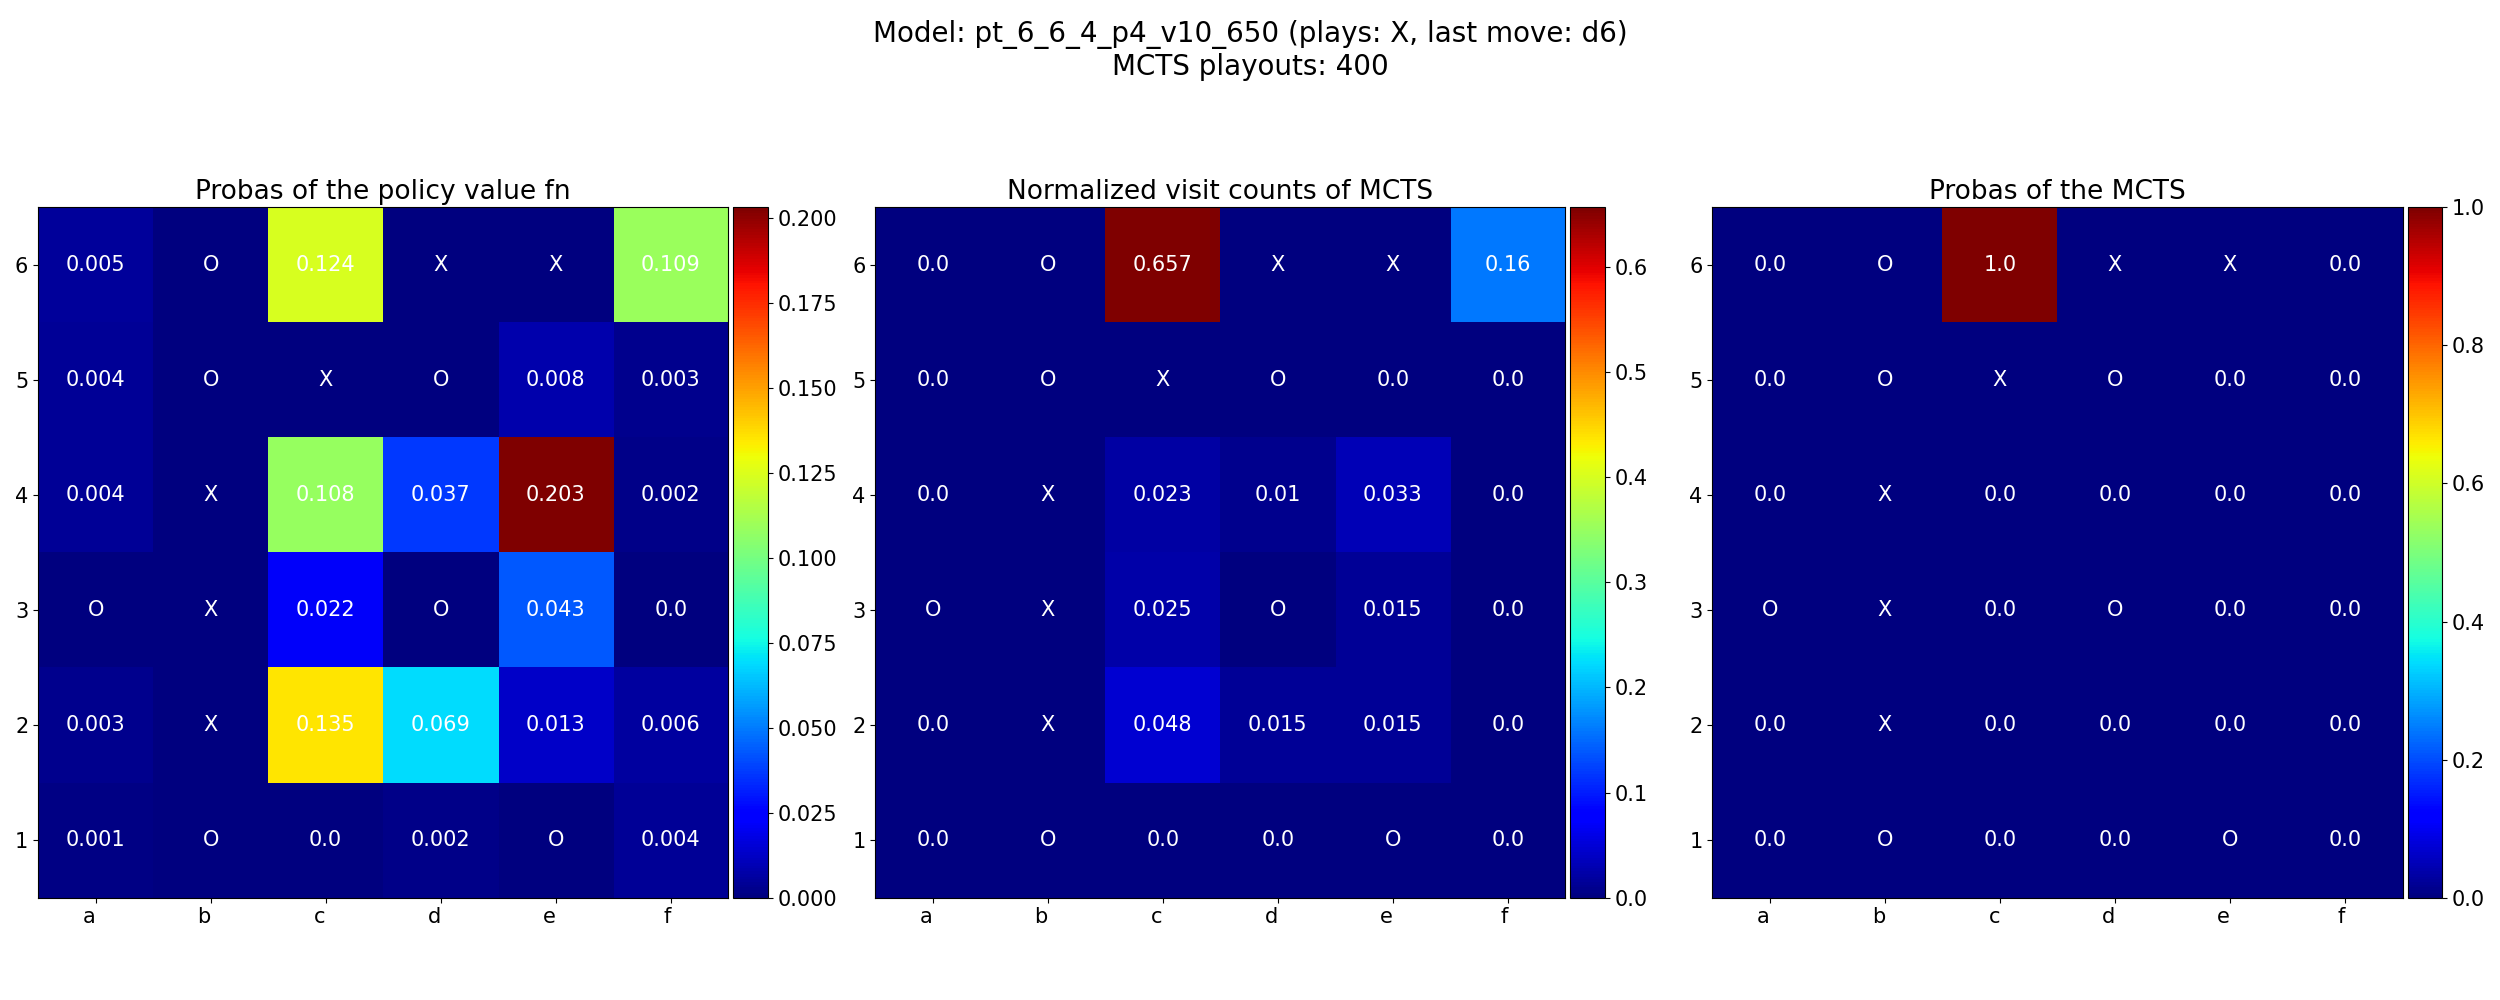 Model: pt_6_6_4_p4_v10_650 (plays: X, last move: d6)
MCTS playouts: 400
Probas of the policy value fn
6 0.005 O 0.124 X X 0.109
5 0.004 O X O 0.008 0.003
4 0.004 X 0.108 0.037 0.203 0.002
3 O X 0.022 O 0.043 0.0
2 0.003 X 0.135 0.069 0.013 0.006
1 0.001 O 0.0 0.002 O 0.004
a b c d e f
0.200
0.175
0.150
0.125
0.100
0.075
0.050
0.025
0.000
Normalized visit counts of MCTS
6 0.0 O 0.657 X X 0.16
5 0.0 O X O 0.0 0.0
4 0.0 X 0.023 0.01 0.033 0.0
3 O X 0.025 O 0.015 0.0
2 0.0 X 0.048 0.015 0.015 0.0
1 0.0 O 0.0 0.0 O 0.0
a b c d e f
0.6
0.5
0.4
0.3
0.2
0.1
0.0
Probas of the MCTS
6 0.0 O 1.0 X X 0.0
5 0.0 O X O 0.0 0.0
4 0.0 X 0.0 0.0 0.0 0.0
3 O X 0.0 O 0.0 0.0
2 0.0 X 0.0 0.0 0.0 0.0
1 0.0 O 0.0 0.0 O 0.0
a b c d e f
1.0
0.8
0.6
0.4
0.2
0.0